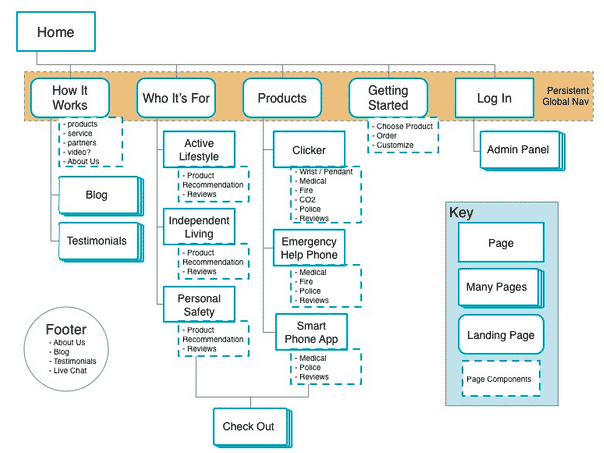 Home
How It
Works
Who It's For
Products
Getting
Started
Log In
Persistent
Global Nav
- products
- service
- partners
- video?
- About Us
- Choose Product
- Order
- Customize
Active
Lifestyle
Clicker
Admin Panel
- Product
Recommendation
- Reviews
- Wrist / Pendant
- Medical
- Fire
- CO2
- Police
- Reviews
Blog
Independent
Living
Testimonials
Emergency
Help Phone
- Product
Recommendation
- Reviews
- Medical
- Fire
- Police
- Reviews
Personal
Safety
Smart
Phone App
- Product
Recommendation
- Reviews
- Medical
- Police
- Reviews
Footer
- About Us
- Blog
- Testimonials
- Live Chat
Check Out
Key
Page
Many Pages
Landing Page
Page Components